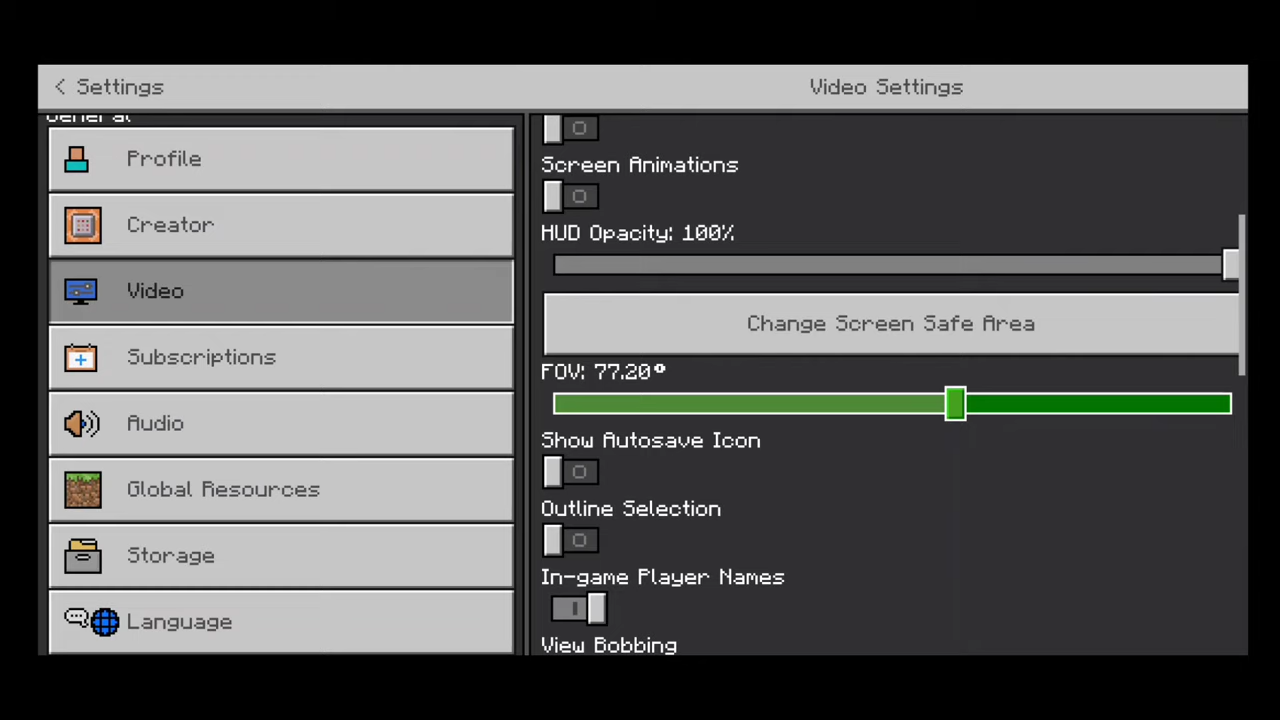 Settings
Video Settings
General
Profile
Creator
Video
Subscriptions
Audio
Global Resources
Storage
Language
Screen Animations
HUD Opacity: 100%
Change Screen Safe Area
FOV: 77.20°
Show Autosave Icon
Outline Selection
In-game Player Names
View Bobbing